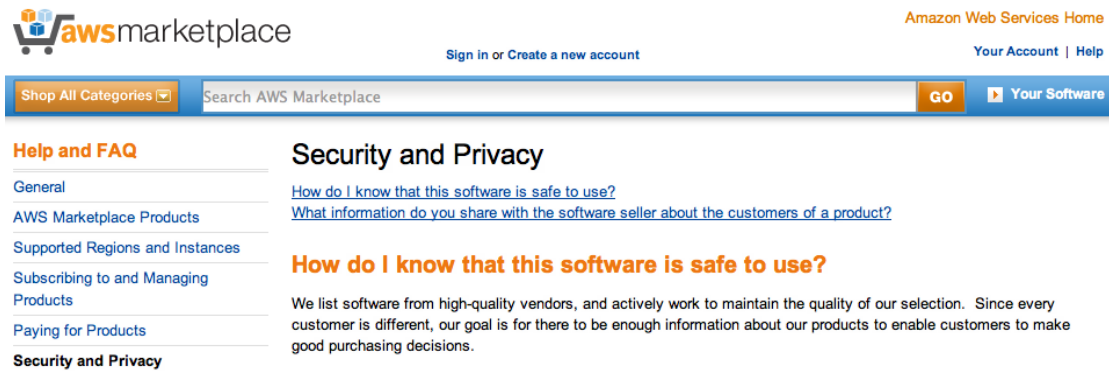 awsmarketplace
Amazon Web Services Home
Sign in or Create a new account
Your Account | Help
Shop All Categories
Search AWS Marketplace
GO
Your Software
Help and FAQ
General
AWS Marketplace Products
Supported Regions and Instances
Subscribing to and Managing
Products
Paying for Products
Security and Privacy
Security and Privacy
How do I know that this software is safe to use?
What information do you share with the software seller about the customers of a product?
How do I know that this software is safe to use?
We list software from high-quality vendors, and actively work to maintain the quality of our selection.  Since every
customer is different, our goal is for there to be enough information about our products to enable customers to make
good purchasing decisions.